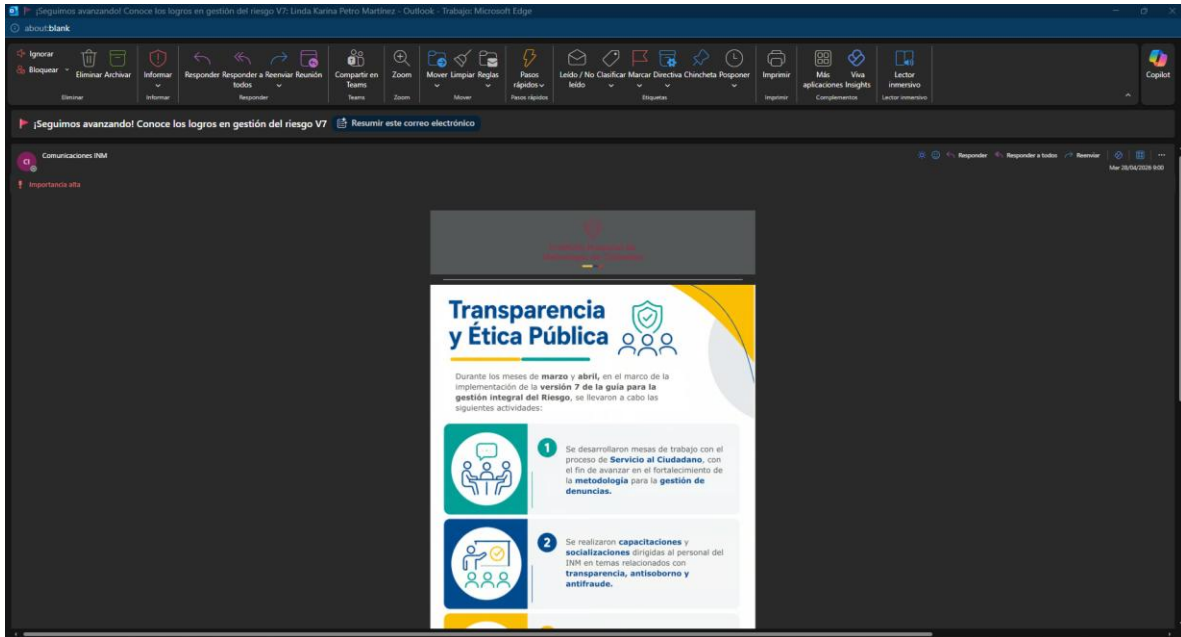 ¡Seguimos avanzando! Conoce los logros en gestión del riesgo V7: Linda Karina Petro Martínez - Outlook - Trabajo: Microsoft Edge
about:blank
Ignorar
Bloquear
Eliminar Archivar
Informar
Responder Responder a todos Reenviar Reunión
Compartir en Teams
Zoom
Mover Limpiar Reglas
Pasos rápidos
Leído / No leído Clasificar Marcar Directiva Chincheta Posponer
Imprimir
Más aplicaciones Viva Insights
Lector inmersivo
Copilot
Eliminar Informar Responder Teams Zoom Mover Pasos rápidos Etiquetas Imprimir Complementos Lector inmersivo
¡Seguimos avanzando! Conoce los logros en gestión del riesgo V7 Resumir este correo electrónico
CI Comunicaciones INM
Responder Responder a todos Reenviar
Mar 28/04/2026 9:00
Importancia alta
Transparencia
y Ética Pública
Durante los meses de marzo y abril, en el marco de la
implementación de la versión 7 de la guía para la
gestión integral del Riesgo, se llevaron a cabo las
siguientes actividades:
1
Se desarrollaron mesas de trabajo con el
proceso de Servicio al Ciudadano, con
el fin de avanzar en el fortalecimiento de
la metodología para la gestión de
denuncias.
2
Se realizaron capacitaciones y
socializaciones dirigidas al personal del
INM en temas relacionados con
transparencia, antisoborno y
antifraude.